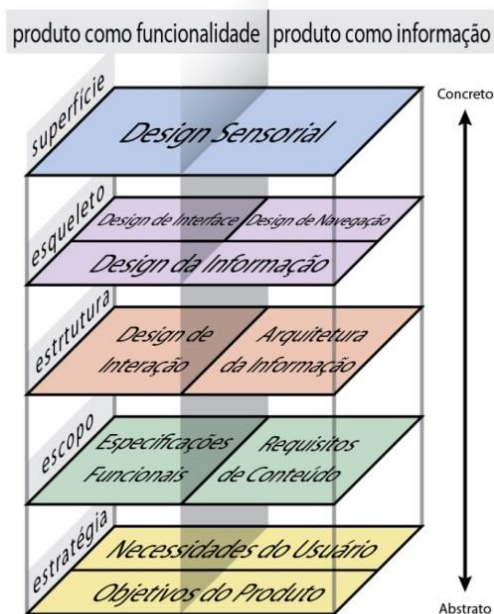 produto como funcionalidade produto como informação
Concreto
superfície
Design Sensorial
esqueleto
Design de Interface Design de Navegação
Design da Informação
estrtutura
Design de Arquitetura
Interação da Informação
escopo
Especificações Requisitos
Funcionais de Conteúdo
estratégia
Necessidades do Usuário
Objetivos do Produto
Abstrato